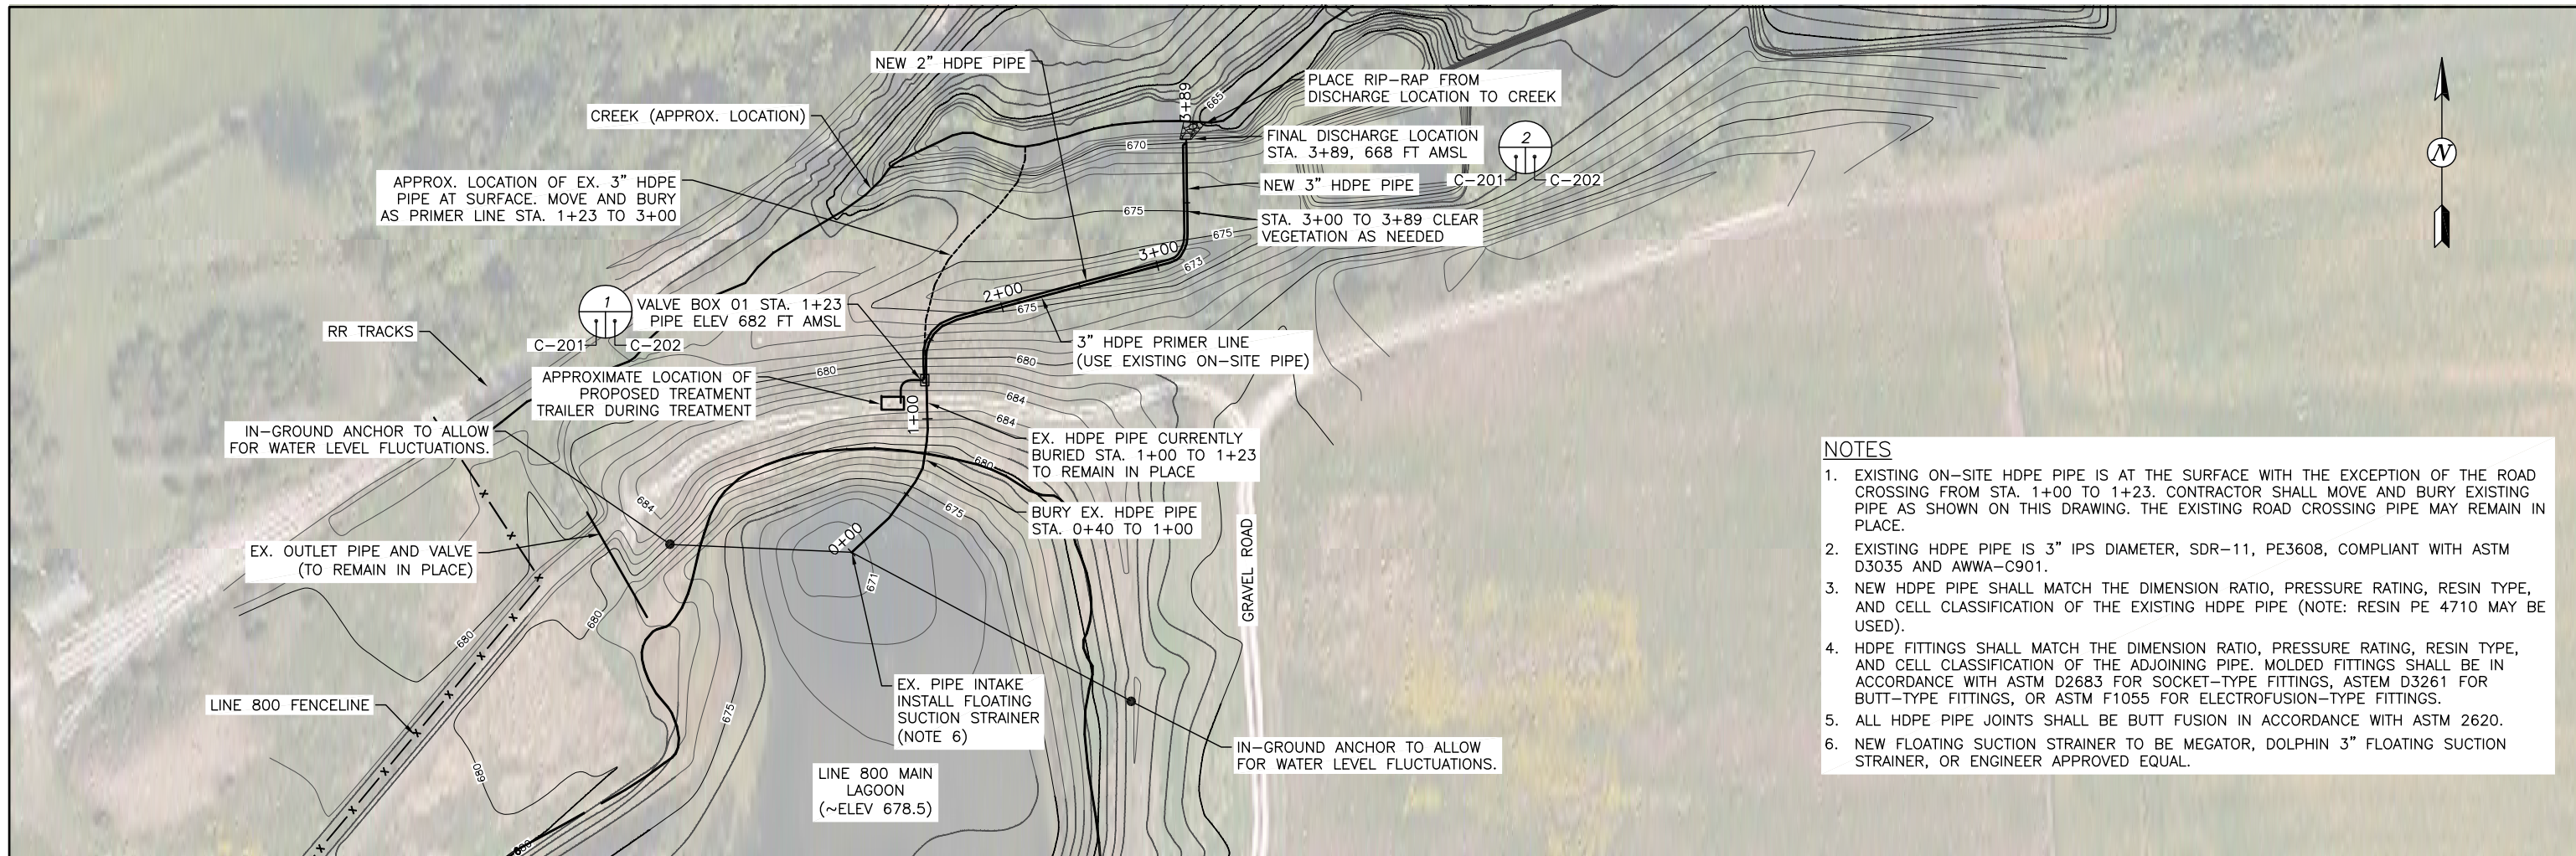 NEW 2” HDPE PIPE
3+89
665
PLACE RIP-RAP FROM
DISCHARGE LOCATION TO CREEK
CREEK (APPROX. LOCATION)
670
FINAL DISCHARGE LOCATION
STA. 3+89, 668 FT AMSL
2
C-201
C-202
N
APPROX. LOCATION OF EX. 3” HDPE
PIPE AT SURFACE. MOVE AND BURY
AS PRIMER LINE STA. 1+23 TO 3+00
NEW 3” HDPE PIPE
675
STA. 3+00 TO 3+89 CLEAR
VEGETATION AS NEEDED
675
3+00
673
2+00
675
1
C-201
C-202
VALVE BOX 01 STA. 1+23
PIPE ELEV 682 FT AMSL
RR TRACKS
3” HDPE PRIMER LINE
(USE EXISTING ON-SITE PIPE)
680
680
APPROXIMATE LOCATION OF
PROPOSED TREATMENT
TRAILER DURING TREATMENT
1+00
684
684
IN-GROUND ANCHOR TO ALLOW
FOR WATER LEVEL FLUCTUATIONS.
EX. HDPE PIPE CURRENTLY
BURIED STA. 1+00 TO 1+23
TO REMAIN IN PLACE
680
684
675
BURY EX. HDPE PIPE
STA. 0+40 TO 1+00
0+00
671
EX. OUTLET PIPE AND VALVE
(TO REMAIN IN PLACE)
GRAVEL ROAD
680
680
LINE 800 FENCELINE
675
EX. PIPE INTAKE
INSTALL FLOATING
SUCTION STRAINER
(NOTE 6)
IN-GROUND ANCHOR TO ALLOW
FOR WATER LEVEL FLUCTUATIONS.
680
LINE 800 MAIN
LAGOON
(~ELEV 678.5)
680
NOTES
1. EXISTING ON-SITE HDPE PIPE IS AT THE SURFACE WITH THE EXCEPTION OF THE ROAD
CROSSING FROM STA. 1+00 TO 1+23. CONTRACTOR SHALL MOVE AND BURY EXISTING
PIPE AS SHOWN ON THIS DRAWING. THE EXISTING ROAD CROSSING PIPE MAY REMAIN IN
PLACE.
2. EXISTING HDPE PIPE IS 3” IPS DIAMETER, SDR-11, PE3608, COMPLIANT WITH ASTM
D3035 AND AWWA-C901.
3. NEW HDPE PIPE SHALL MATCH THE DIMENSION RATIO, PRESSURE RATING, RESIN TYPE,
AND CELL CLASSIFICATION OF THE EXISTING HDPE PIPE (NOTE: RESIN PE 4710 MAY BE
USED).
4. HDPE FITTINGS SHALL MATCH THE DIMENSION RATIO, PRESSURE RATING, RESIN TYPE,
AND CELL CLASSIFICATION OF THE ADJOINING PIPE. MOLDED FITTINGS SHALL BE IN
ACCORDANCE WITH ASTM D2683 FOR SOCKET-TYPE FITTINGS, ASTEM D3261 FOR
BUTT-TYPE FITTINGS, OR ASTM F1055 FOR ELECTROFUSION-TYPE FITTINGS.
5. ALL HDPE PIPE JOINTS SHALL BE BUTT FUSION IN ACCORDANCE WITH ASTM 2620.
6. NEW FLOATING SUCTION STRAINER TO BE MEGATOR, DOLPHIN 3” FLOATING SUCTION
STRAINER, OR ENGINEER APPROVED EQUAL.